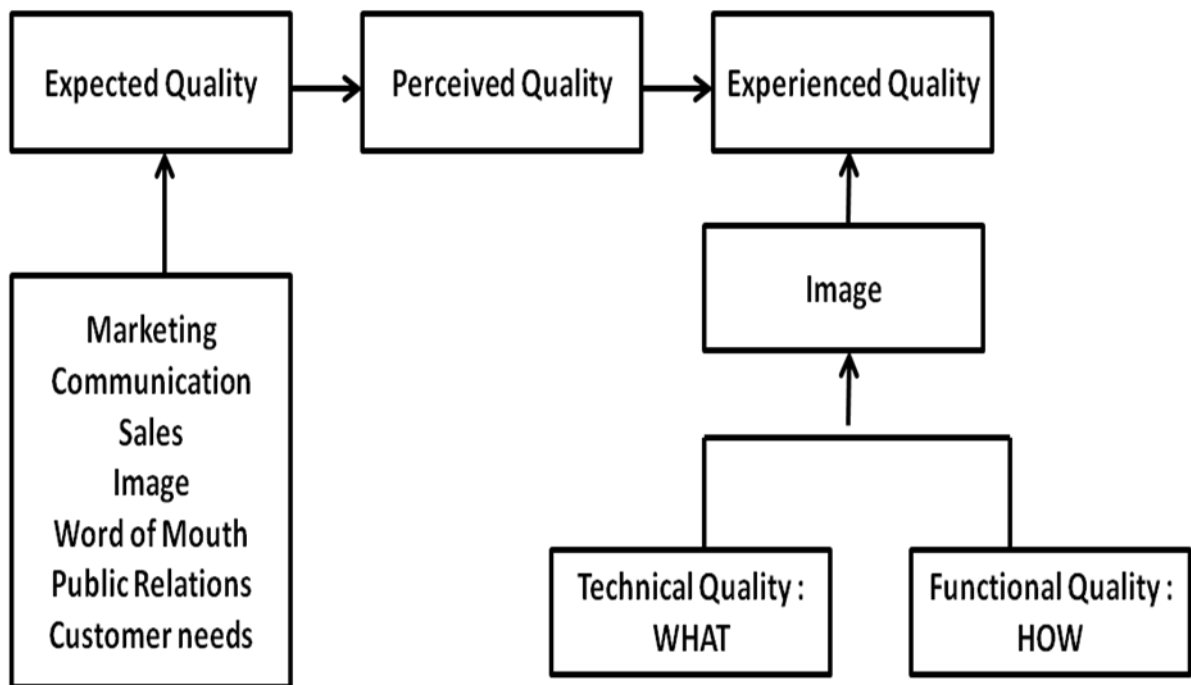 Expected Quality
Perceived Quality
Experienced Quality
Image
Marketing
Communication
Sales
Image
Word of Mouth
Public Relations
Customer needs
Technical Quality :
WHAT
Functional Quality :
HOW